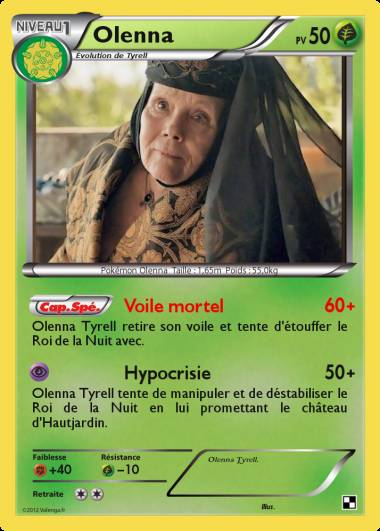 NIVEAU1
Olenna
PV 50
Évolution de Tyrell
Pokémon Olenna Taille : 1,65m Poids : 55,0kg
Cap.Spé. Voile mortel 60+
Olenna Tyrell retire son voile et tente d'étouffer le
Roi de la Nuit avec.
Hypocrisie 50+
Olenna Tyrell tente de manipuler et de déstabiliser le
Roi de la Nuit en lui promettant le château
d'Hautjardin.
Faiblesse Résistance
+40 −10
Olenna Tyrell.
Retraite
©2012.Valenga.fr
Illus.